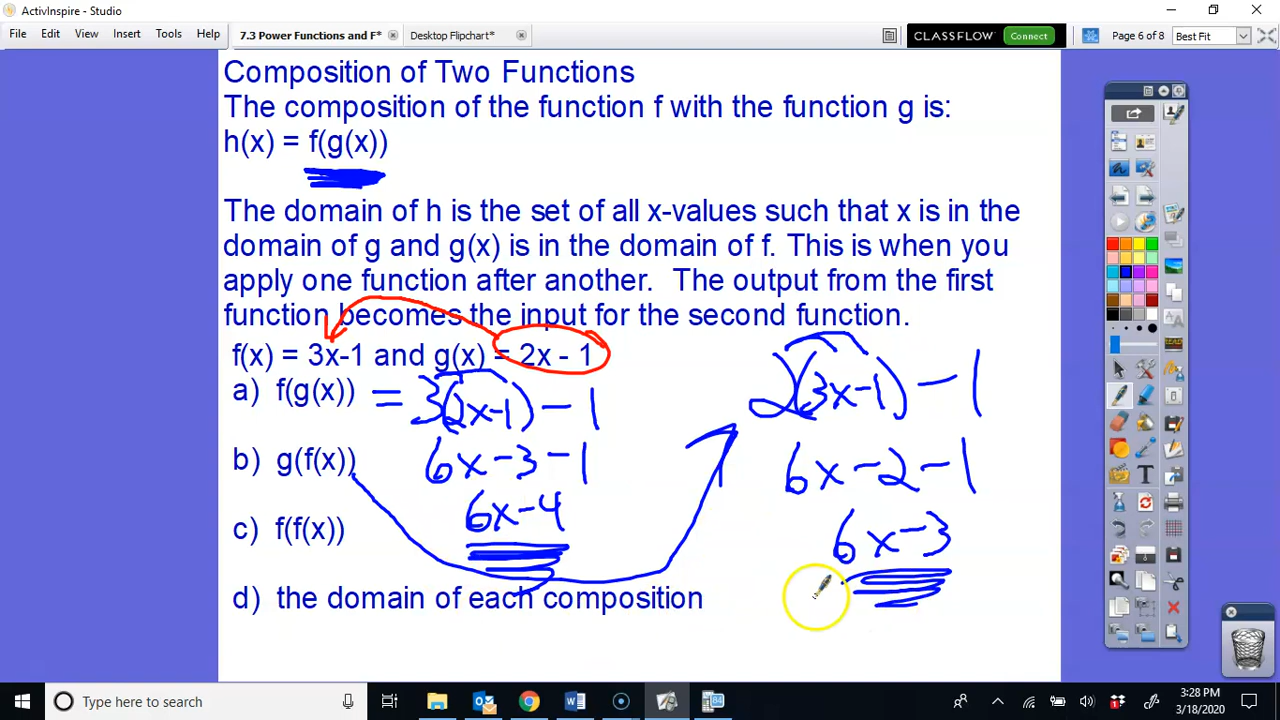 ActivInspire - Studio
File Edit View Insert Tools Help
7.3 Power Functions and F*
Desktop Flipchart*
CLASSFLOW Connect
Page 6 of 8
Best Fit
Composition of Two Functions
The composition of the function f with the function g is:
h(x) = f(g(x))
The domain of h is the set of all x-values such that x is in the
domain of g and g(x) is in the domain of f. This is when you
apply one function after another. The output from the first
function becomes the input for the second function.
f(x) = 3x-1 and g(x) = 2x - 1
a) f(g(x)) = 3(2x-1) - 1
6x - 3 - 1
6x - 4
b) g(f(x))
2(3x-1) - 1
6x - 2 - 1
6x - 3
c) f(f(x))
d) the domain of each composition
Type here to search
3:28 PM
3/18/2020